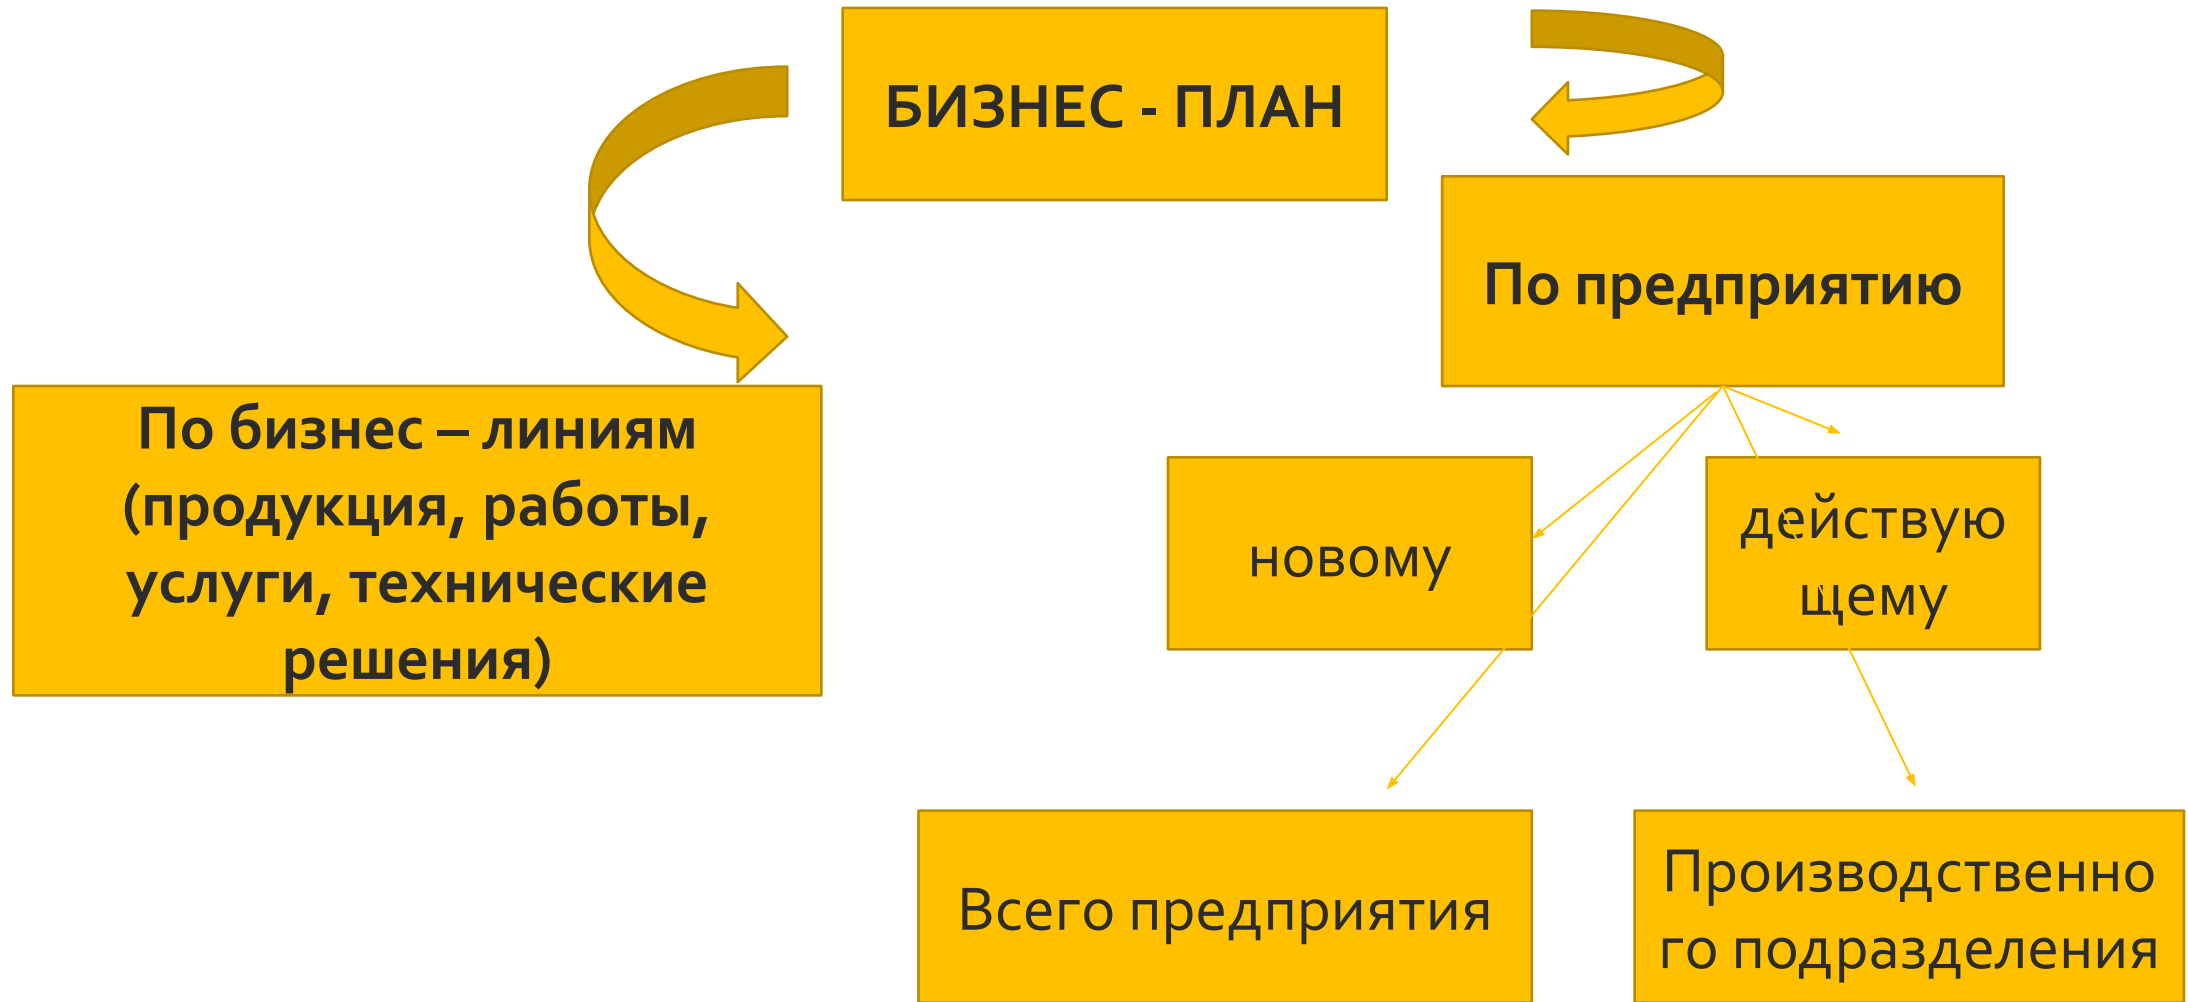 БИЗНЕС - ПЛАН
По предприятию
По бизнес – линиям
(продукция, работы,
услуги, технические
решения)
новому
действую
щему
Всего предприятия
Производственно
го подразделения